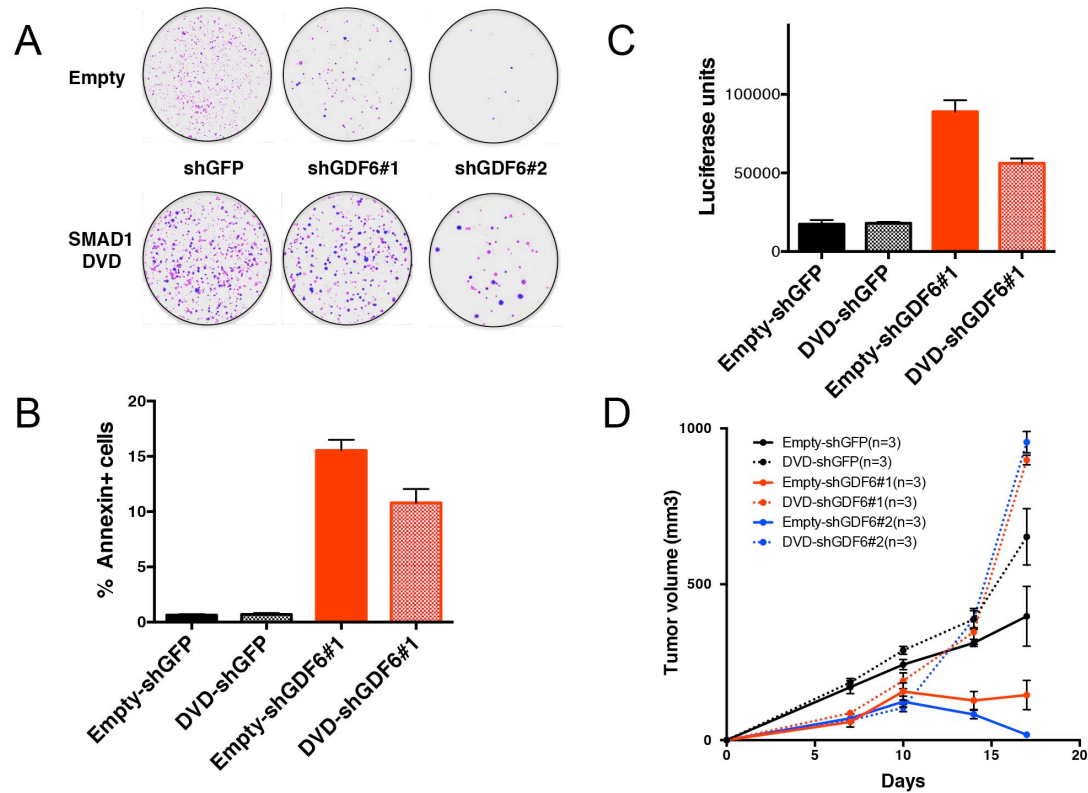 A
Empty
shGFP
shGDF6#1
shGDF6#2
SMAD1
DVD
B
% Annexin+ cells
20
15
10
5
0
Empty-shGFP
DVD-shGFP
Empty-shGDF6#1
DVD-shGDF6#1
C
Luciferase units
100000
50000
0
Empty-shGFP
DVD-shGFP
Empty-shGDF6#1
DVD-shGDF6#1
D
Tumor volume (mm3)
1000
500
0
Empty-shGFP(n=3)
DVD-shGFP(n=3)
Empty-shGDF6#1(n=3)
DVD-shGDF6#1(n=3)
Empty-shGDF6#2(n=3)
DVD-shGDF6#2(n=3)
0
5
10
15
20
Days